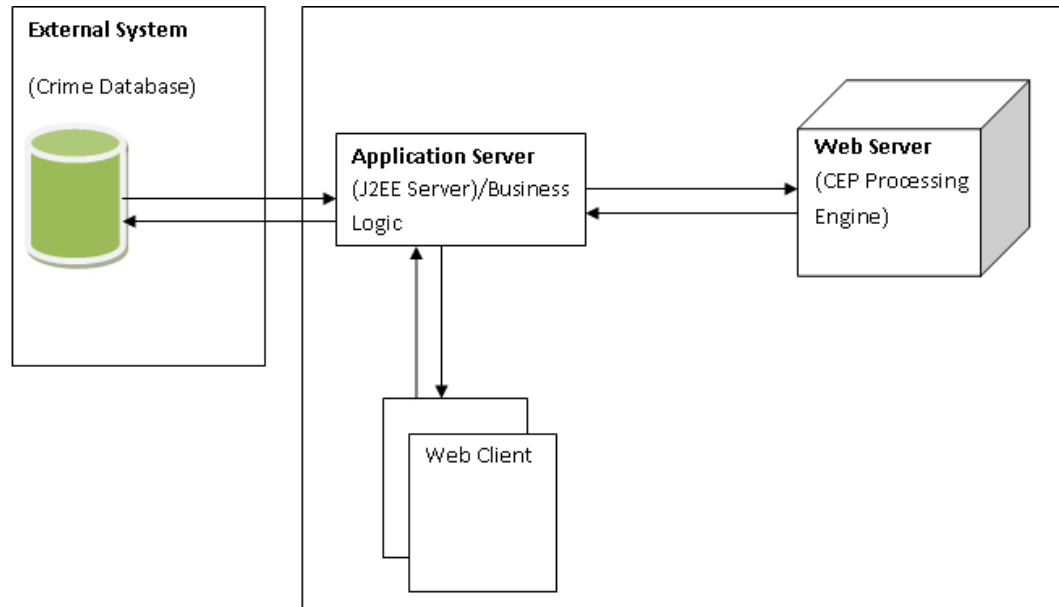 External System
(Crime Database)
Application Server
(J2EE Server)/Business
Logic
Web Server
(CEP Processing
Engine)
Web Client